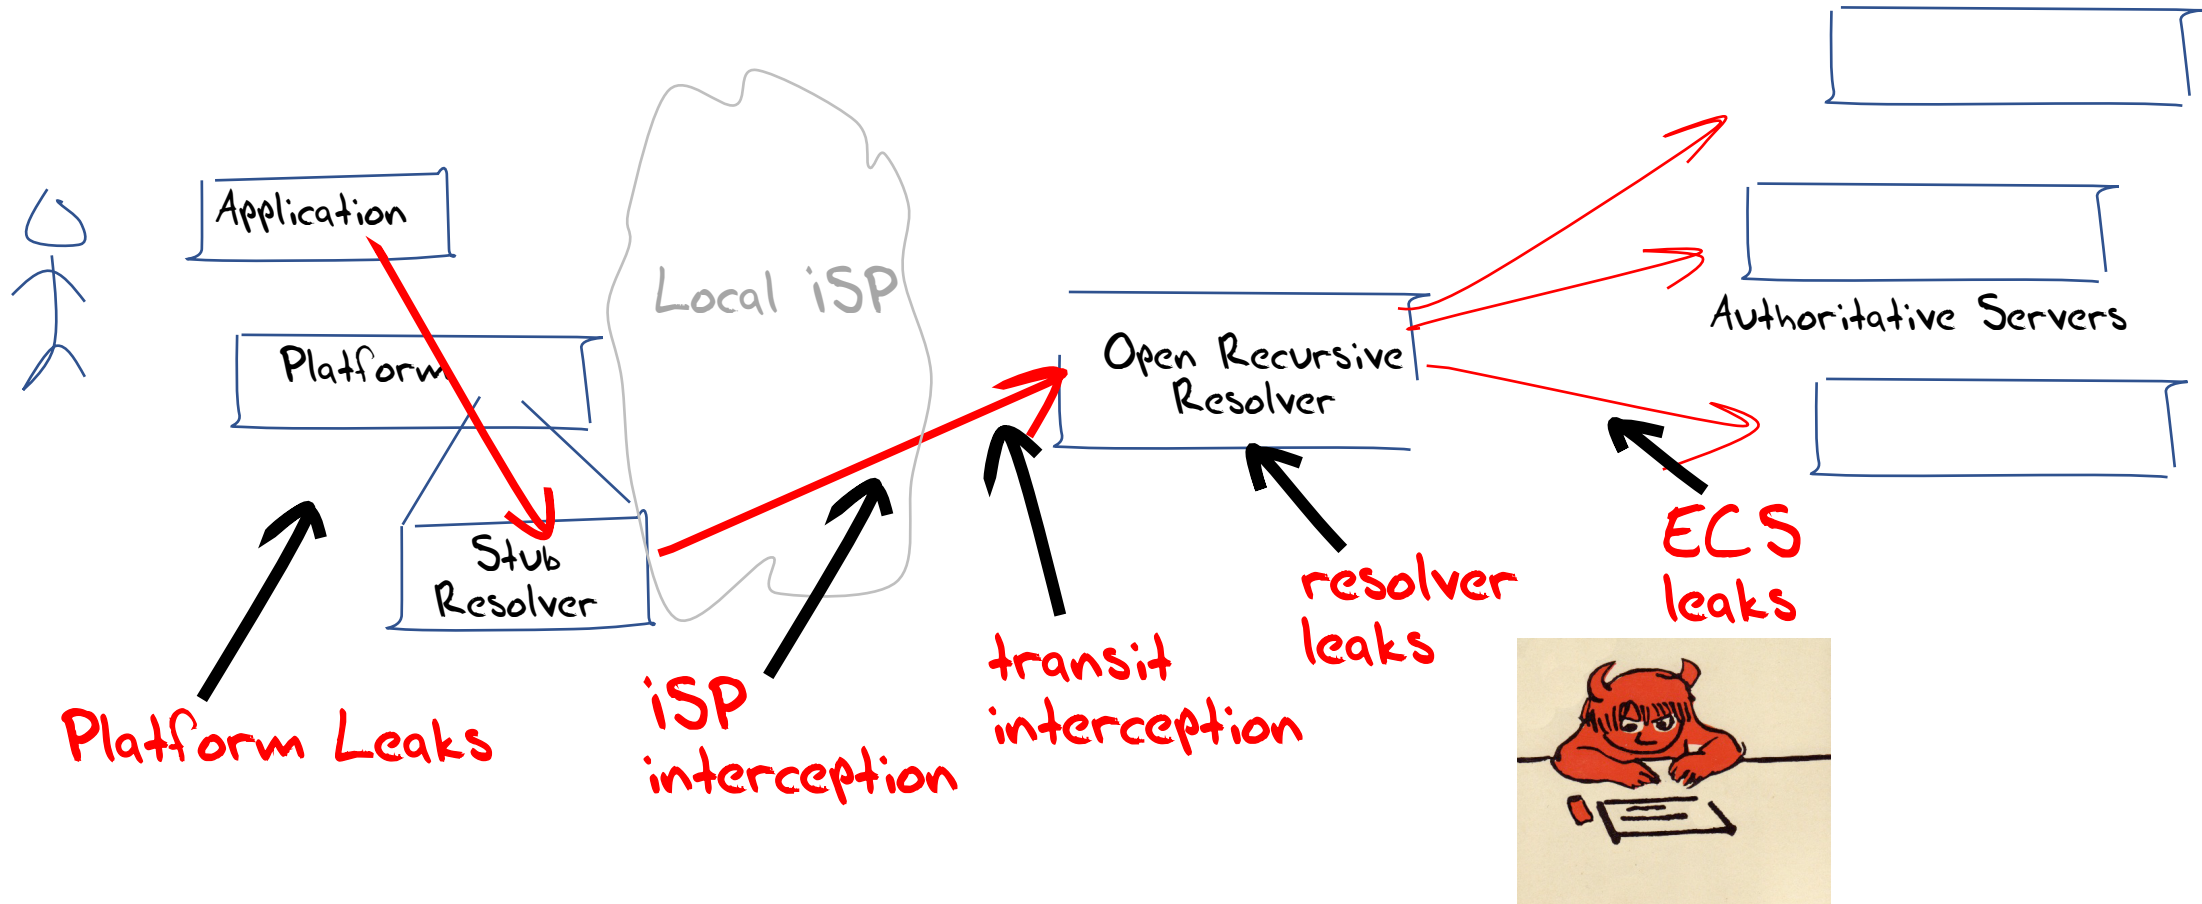 Application
Platform
Stub
Resolver
Local iSP
Open Recursive
Resolver
Authoritative Servers
Platform Leaks
iSP
interception
transit
interception
resolver
leaks
ECS
leaks